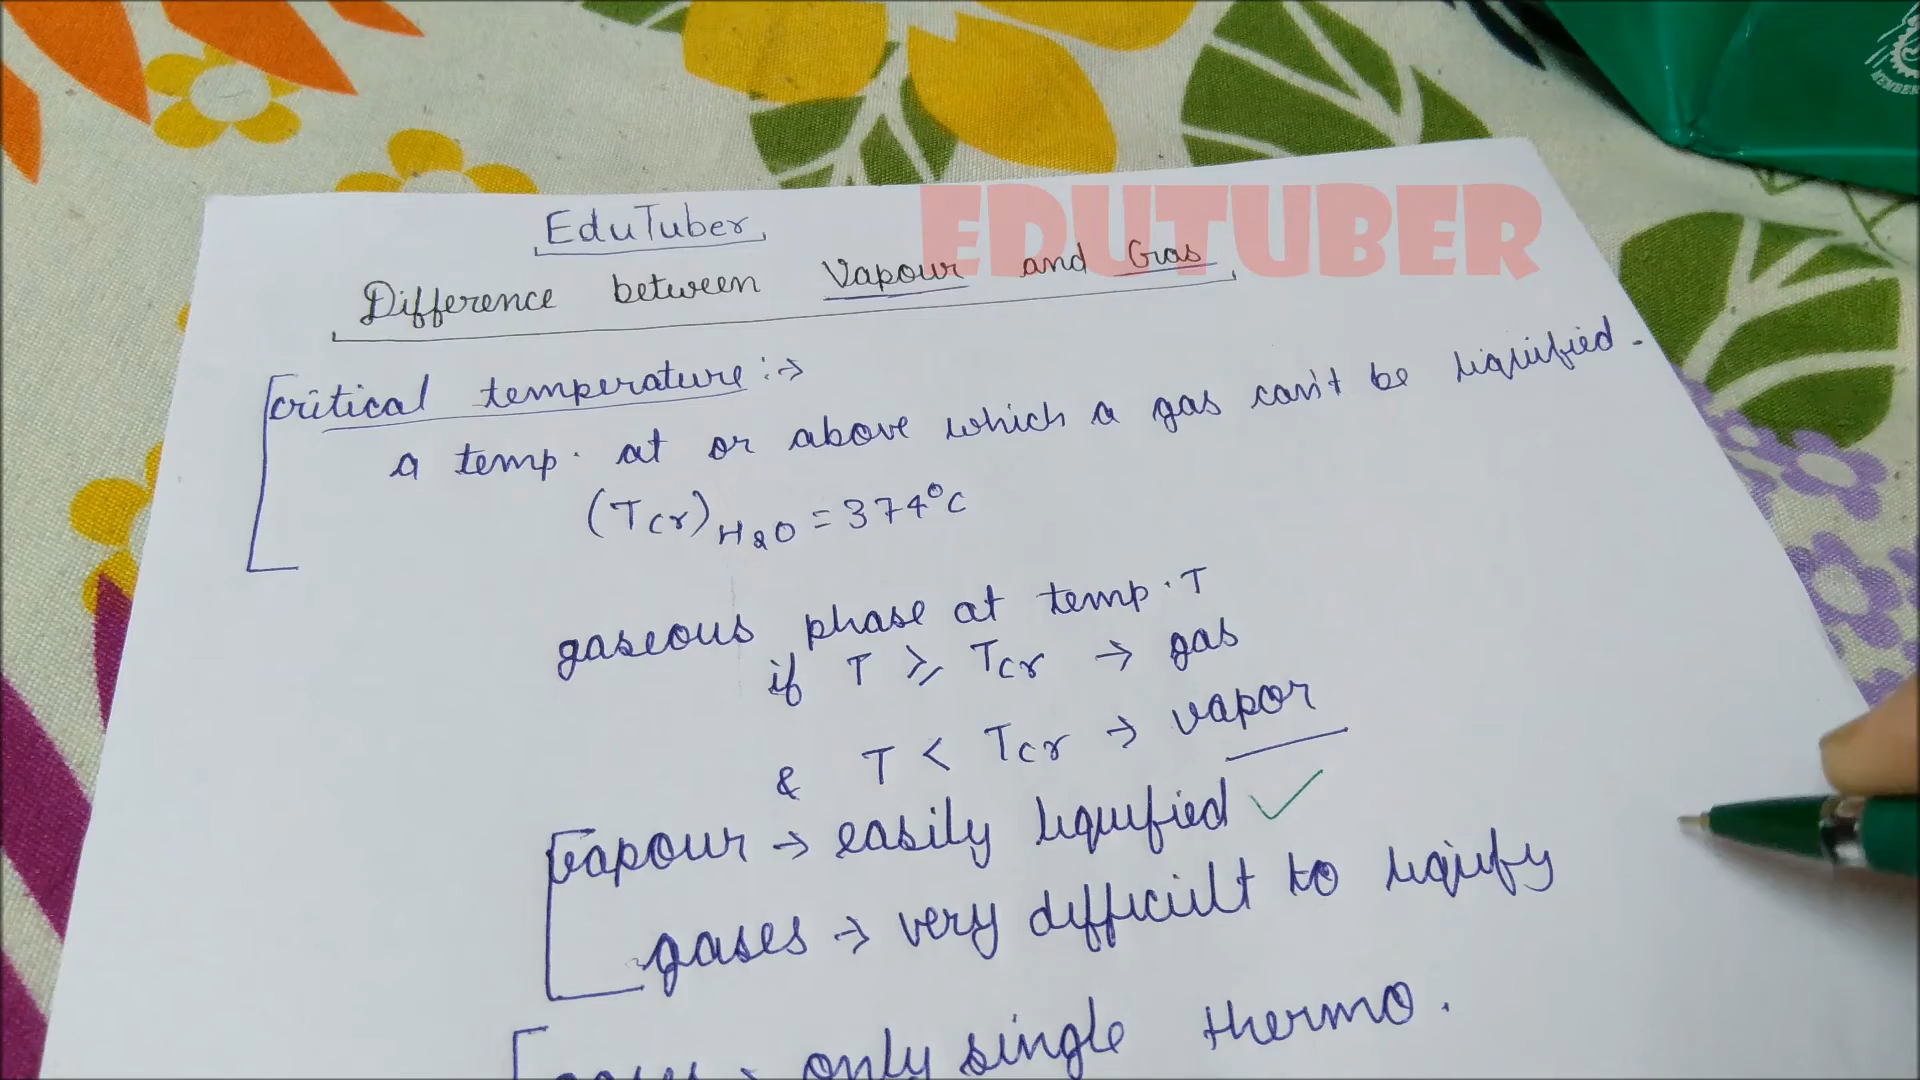 EDUTUBER
EduTuber
Difference between Vapour and Gas
critical temperature :→
a temp. at or above which a gas can't be liquified.
(Tcr)H2O = 374°C
gaseous phase at temp. T
if T ≥ Tcr → gas
& T < Tcr → vapor
vapour → easily liquified ✓
gases → very difficult to liquify
only single thermo.
MEMBER